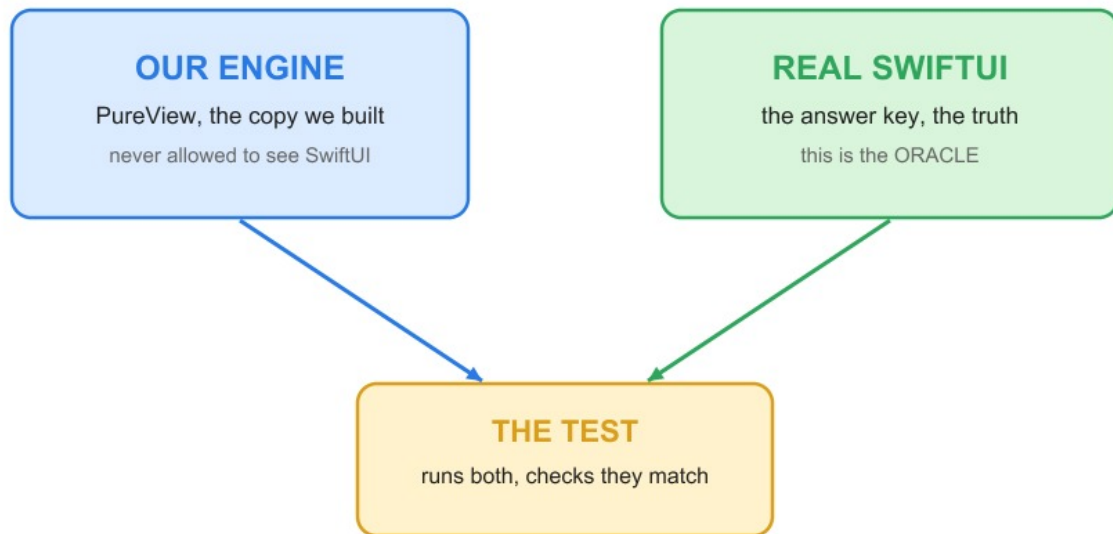 OUR ENGINE
PureView, the copy we built
never allowed to see SwiftUI
REAL SWIFTUI
the answer key, the truth
this is the ORACLE
THE TEST
runs both, checks they match